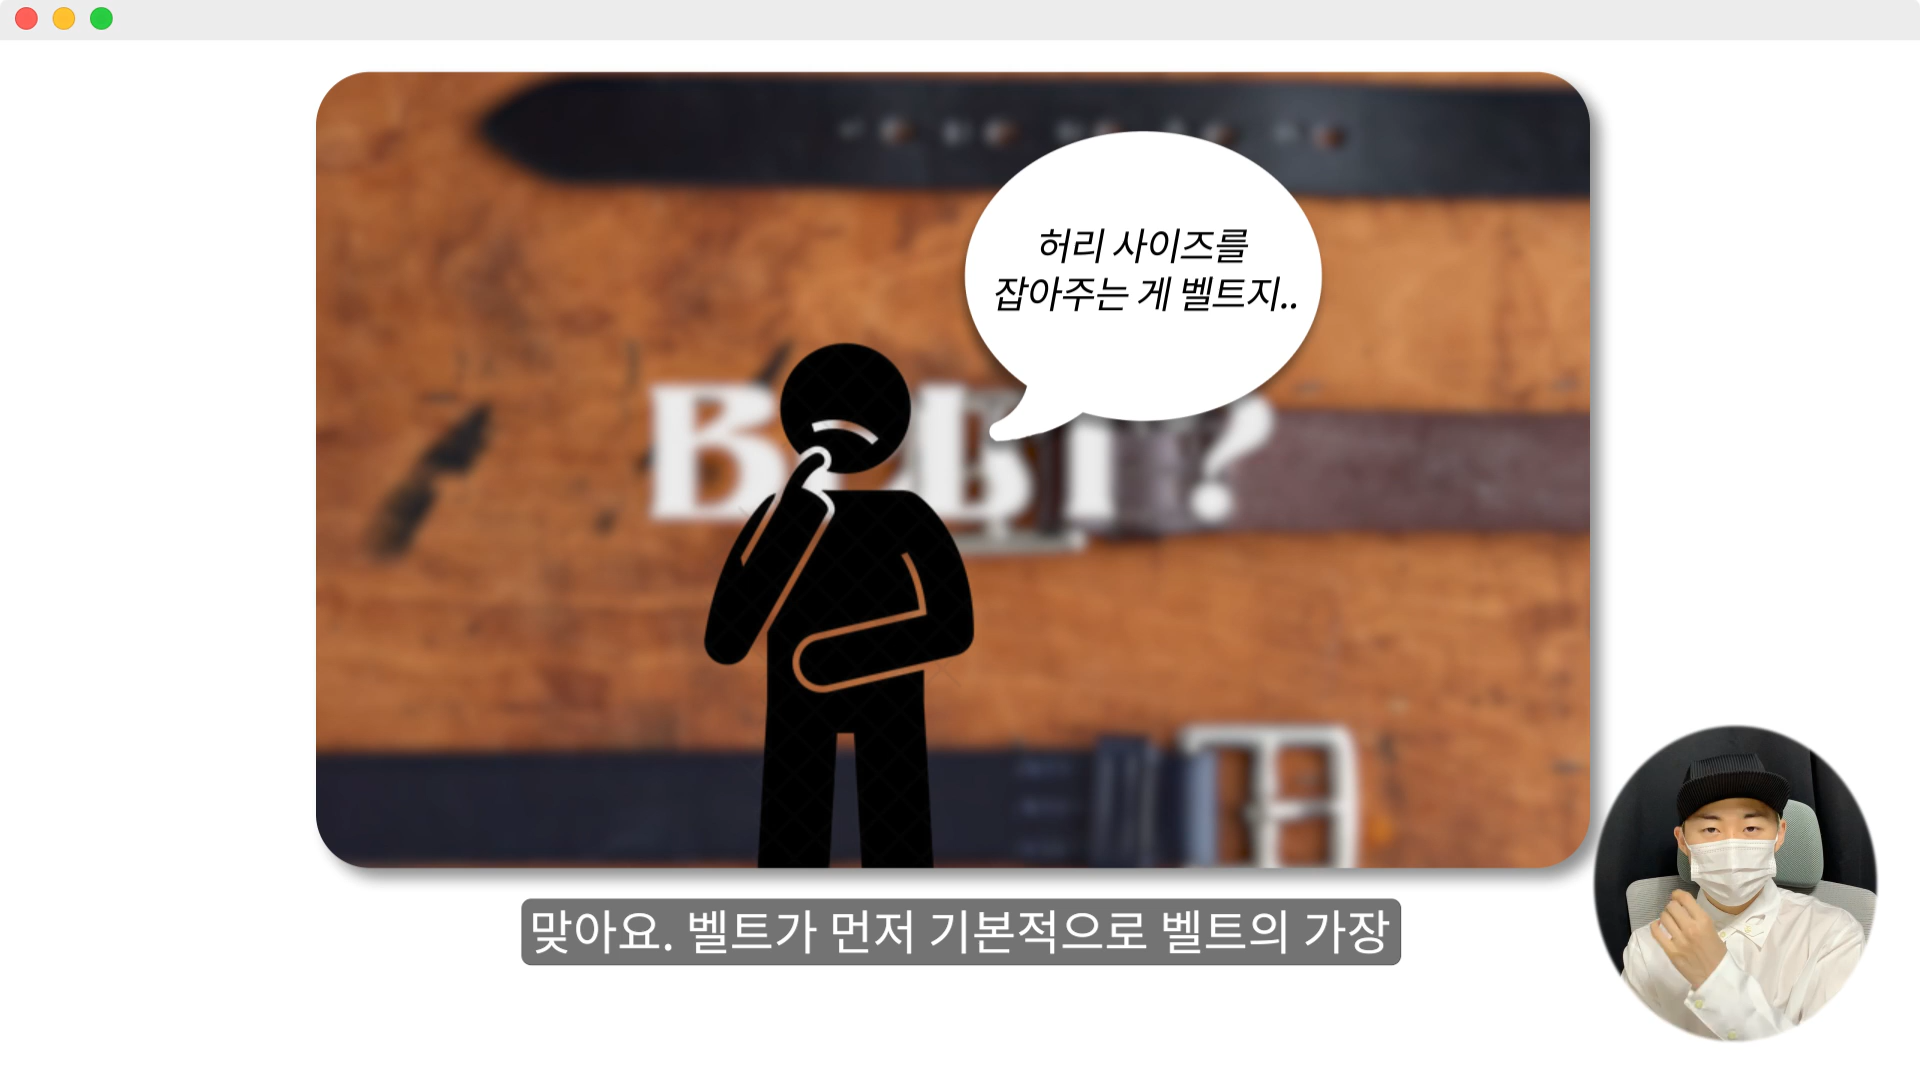 허리 사이즈를
잡아주는 게 벨트지..
맞아요. 벨트가 먼저 기본적으로 벨트의 가장